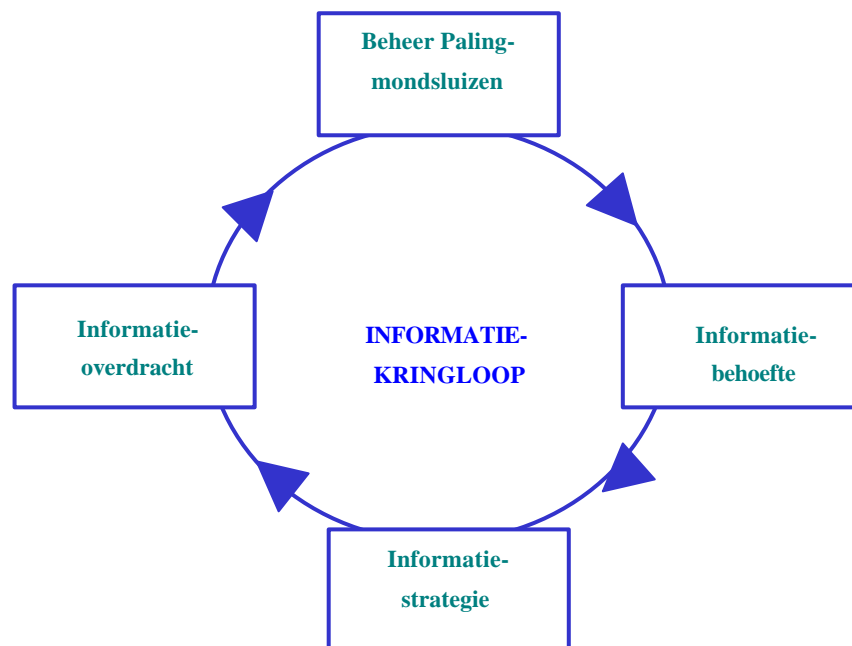 Beheer Paling-
mondsluizen
Informatie-
overdracht
INFORMATIE-
KRINGLOOP
Informatie-
behoefte
Informatie-
strategie